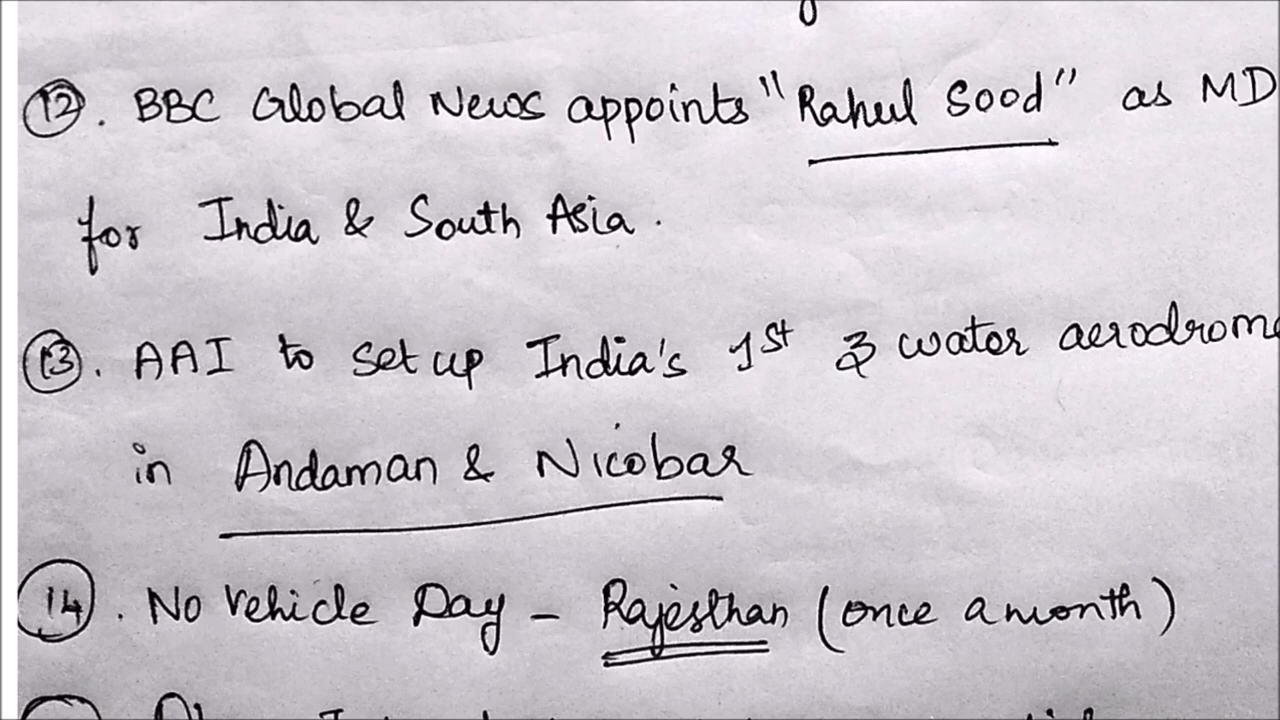 12. BBC Global News appoints "Rahul Sood" as MD
for India & South Asia.
13. AAI to set up India's 1st 3 water aerodrome
in Andaman & Nicobar
14. No Vehicle Day - Rajesthan (once a month)